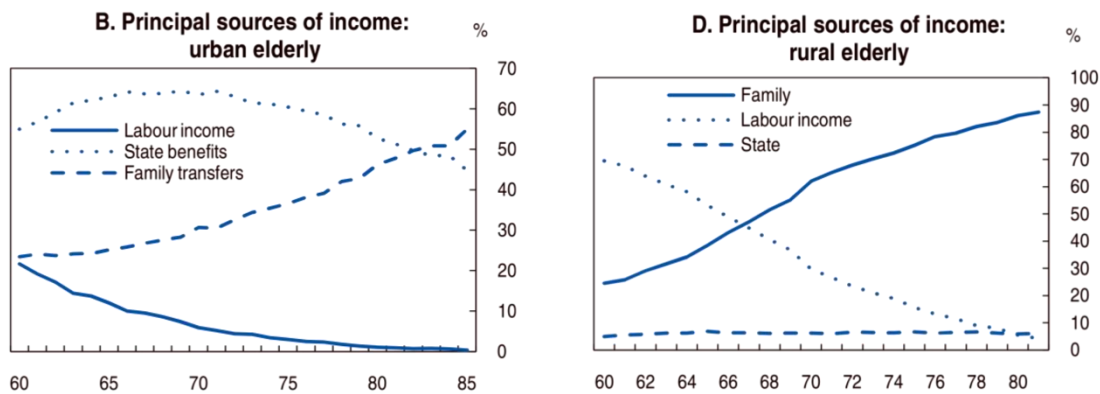 B. Principal sources of income:
urban elderly
%
70
60
50
40
30
20
10
0
Labour income
State benefits
Family transfers
60 65 70 75 80 85
D. Principal sources of income:
rural elderly
%
100
90
80
70
60
50
40
30
20
10
0
Family
Labour income
State
60 62 64 66 68 70 72 74 76 78 80